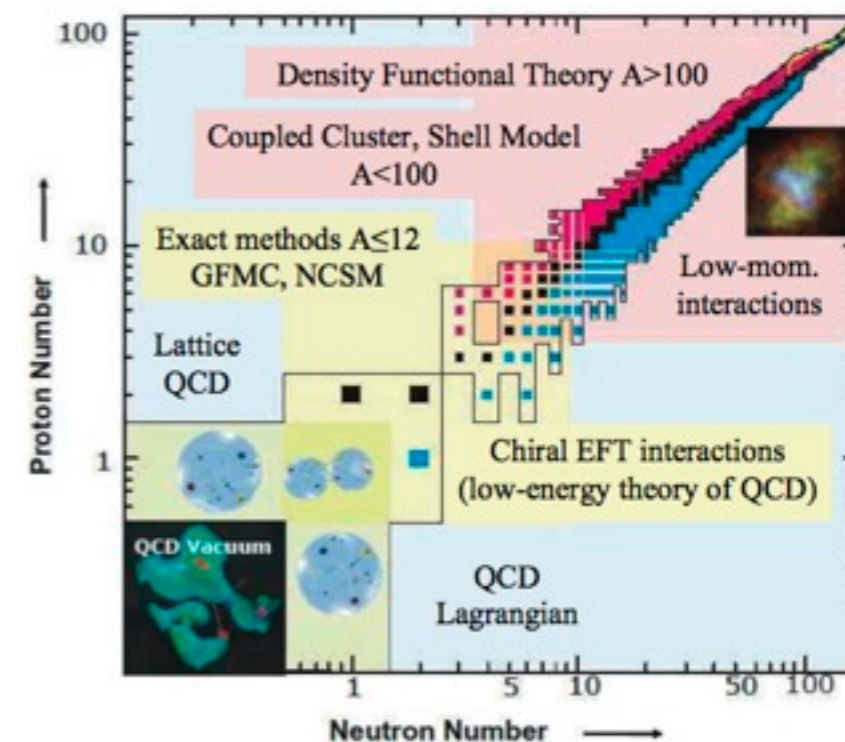 100
Density Functional Theory A>100
Coupled Cluster, Shell Model
A<100
10
Exact methods A≤12
GFMC, NCSM
Low-mom.
interactions
Lattice
QCD
Proton Number
1
Chiral EFT interactions
(low-energy theory of QCD)
QCD Vacuum
QCD
Lagrangian
1
5
10
50
100
Neutron Number